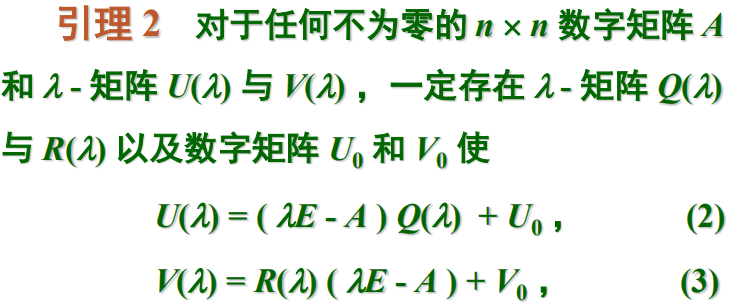 引理 2 对于任何不为零的 n × n 数字矩阵 A
和 λ - 矩阵 U(λ) 与 V(λ) ，一定存在 λ - 矩阵 Q(λ)
与 R(λ) 以及数字矩阵 U₀ 和 V₀ 使
U(λ) = ( λE - A ) Q(λ) + U₀ ， (2)
V(λ) = R(λ) ( λE - A ) + V₀ ， (3)